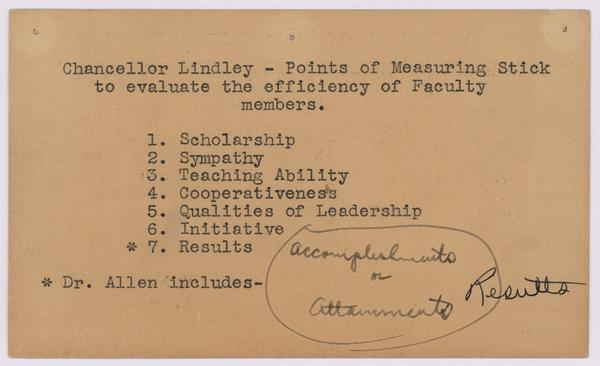 Chancellor Lindley - Points of Measuring Stick
to evaluate the efficiency of Faculty
members.
1. Scholarship
2. Sympathy
3. Teaching Ability
4. Cooperativeness
5. Qualities of Leadership
6. Initiative
* 7. Results
* Dr. Allen includes-
Accomplishments
or
Attainments
Results